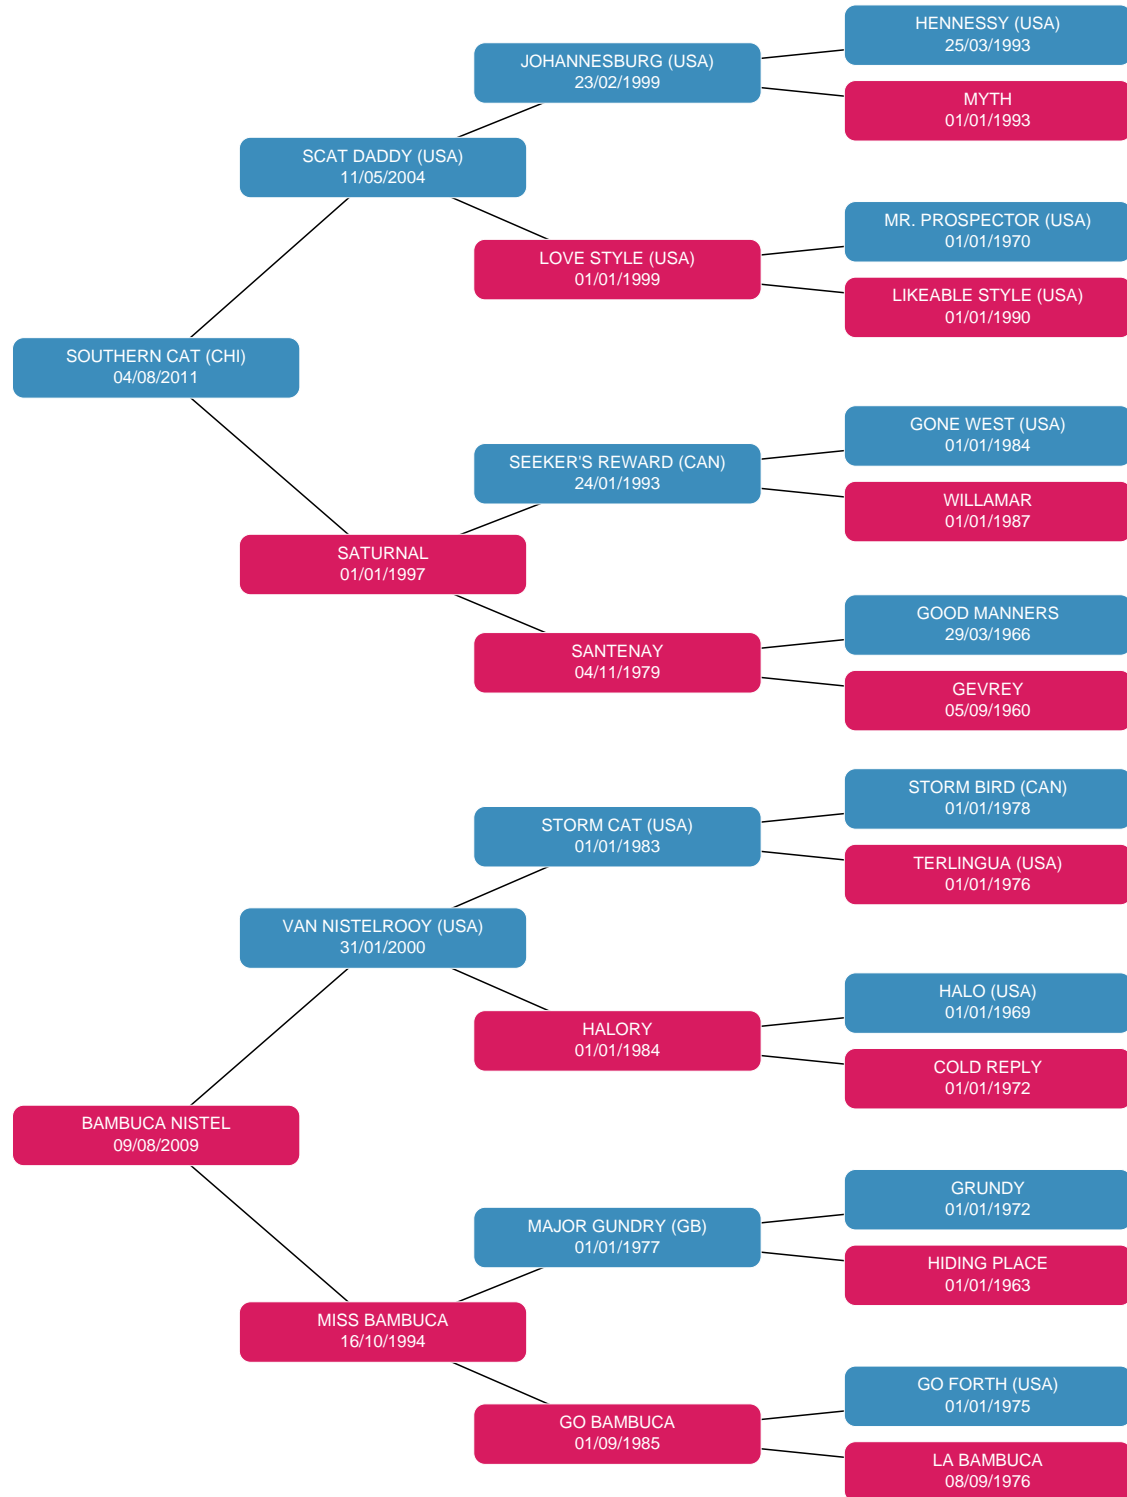 HENNESSY (USA)
25/03/1993
JOHANNESBURG (USA)
23/02/1999
MYTH
01/01/1993
SCAT DADDY (USA)
11/05/2004
MR. PROSPECTOR (USA)
01/01/1970
LOVE STYLE (USA)
01/01/1999
LIKEABLE STYLE (USA)
01/01/1990
SOUTHERN CAT (CHI)
04/08/2011
GONE WEST (USA)
01/01/1984
SEEKER'S REWARD (CAN)
24/01/1993
WILLAMAR
01/01/1987
SATURNAL
01/01/1997
GOOD MANNERS
29/03/1966
SANTENAY
04/11/1979
GEVREY
05/09/1960
STORM BIRD (CAN)
01/01/1978
STORM CAT (USA)
01/01/1983
TERLINGUA (USA)
01/01/1976
VAN NISTELROOY (USA)
31/01/2000
HALO (USA)
01/01/1969
HALORY
01/01/1984
COLD REPLY
01/01/1972
BAMBUCA NISTEL
09/08/2009
GRUNDY
01/01/1972
MAJOR GUNDRY (GB)
01/01/1977
HIDING PLACE
01/01/1963
MISS BAMBUCA
16/10/1994
GO FORTH (USA)
01/01/1975
GO BAMBUCA
01/09/1985
LA BAMBUCA
08/09/1976